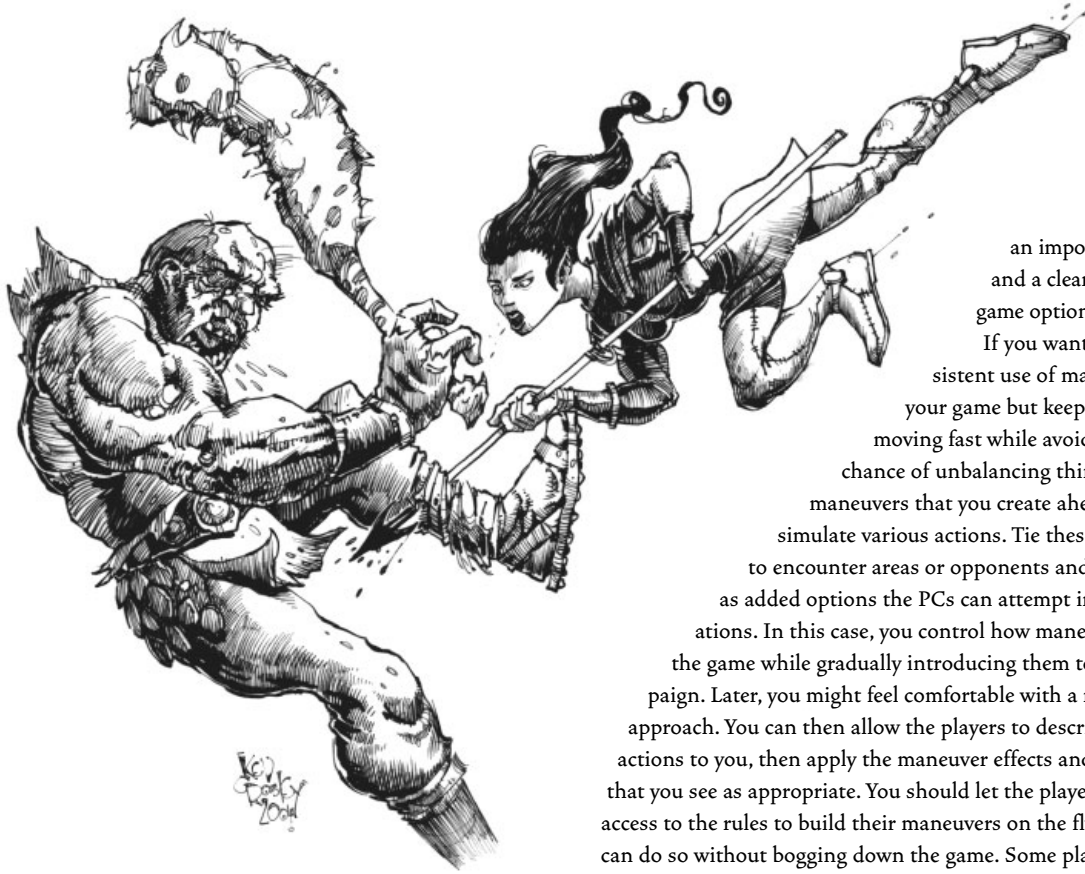 an impo
and a clear
game option
If you want
sistent use of ma
your game but keep
moving fast while avoid
chance of unbalancing thin
maneuvers that you create ahe
simulate various actions. Tie thes
to encounter areas or opponents and
as added options the PCs can attempt in
ations. In this case, you control how mane
the game while gradually introducing them to
paign. Later, you might feel comfortable with a
approach. You can then allow the players to descr
actions to you, then apply the maneuver effects and
that you see as appropriate. You should let the playe
access to the rules to build their maneuvers on the fl
can do so without bogging down the game. Some pla